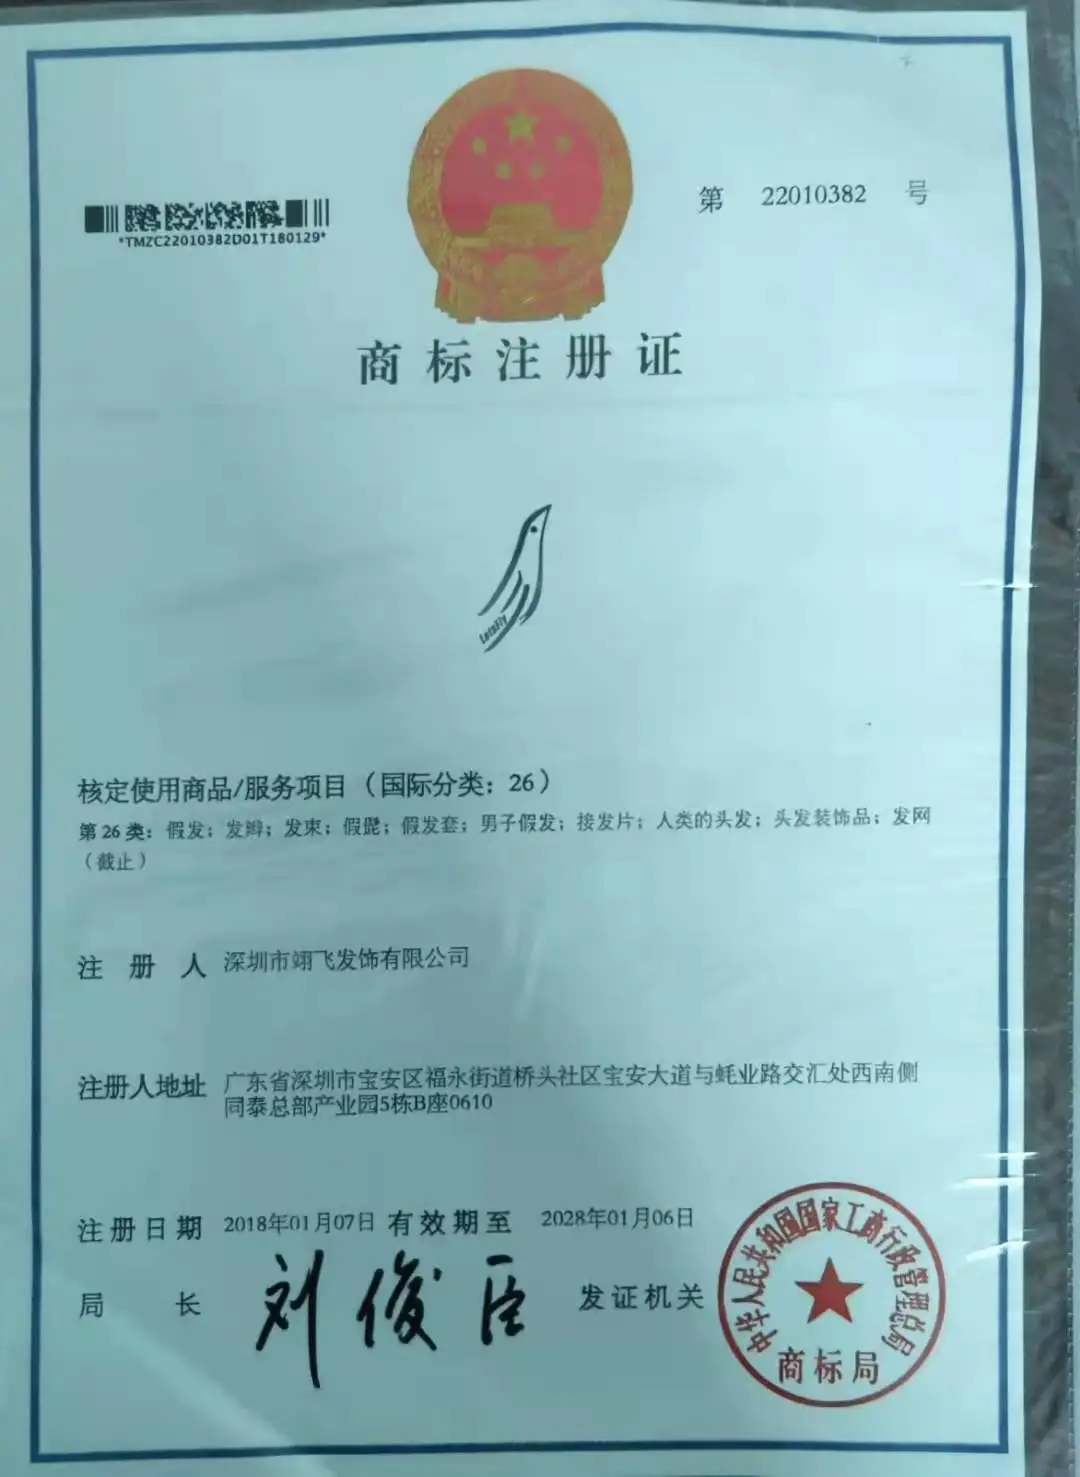 第 22010382 号
*TMZC22010382D01T180129*
商标注册证
LetsFly
核定使用商品/服务项目（国际分类：26）
第 26 类：假发；发辫；发束；假髭；假发套；男子假发；接发片；人类的头发；头发装饰品；发网
（截止）
注册人 深圳市翊飞发饰有限公司
注册人地址 广东省深圳市宝安区福永街道桥头社区宝安大道与蚝业路交汇处西南侧
同泰总部产业园5栋B座0610
注册日期 2018年01月07日 有效期至 2028年01月06日
局长 刘俊臣 发证机关
中华人民共和国国家工商行政管理总局
商标局